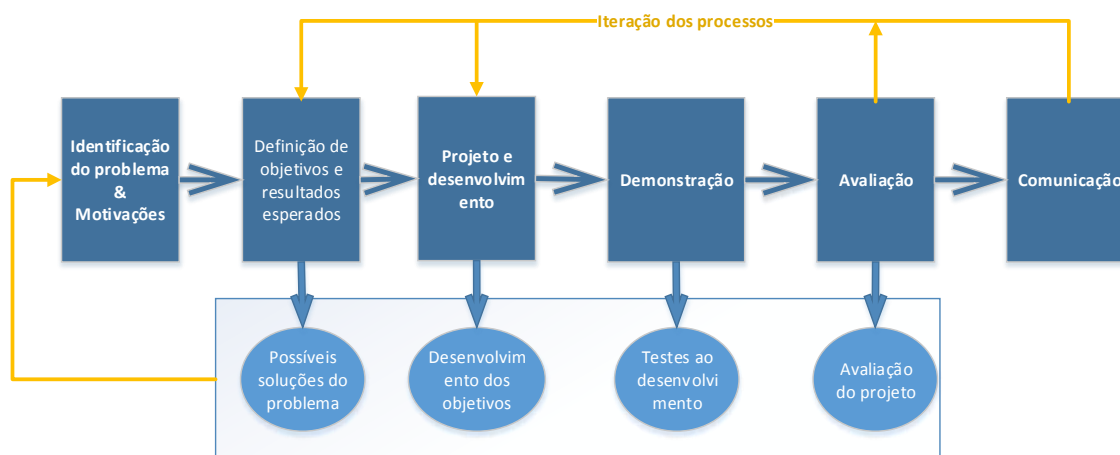 Iteração dos processos
Identificação
do problema
&
Motivações
Definição de
objetivos e
resultados
esperados
Projeto e
desenvolvim
ento
Demonstração
Avaliação
Comunicação
Possíveis
soluções do
problema
Desenvolvim
ento dos
objetivos
Testes ao
desenvolvi
mento
Avaliação
do projeto